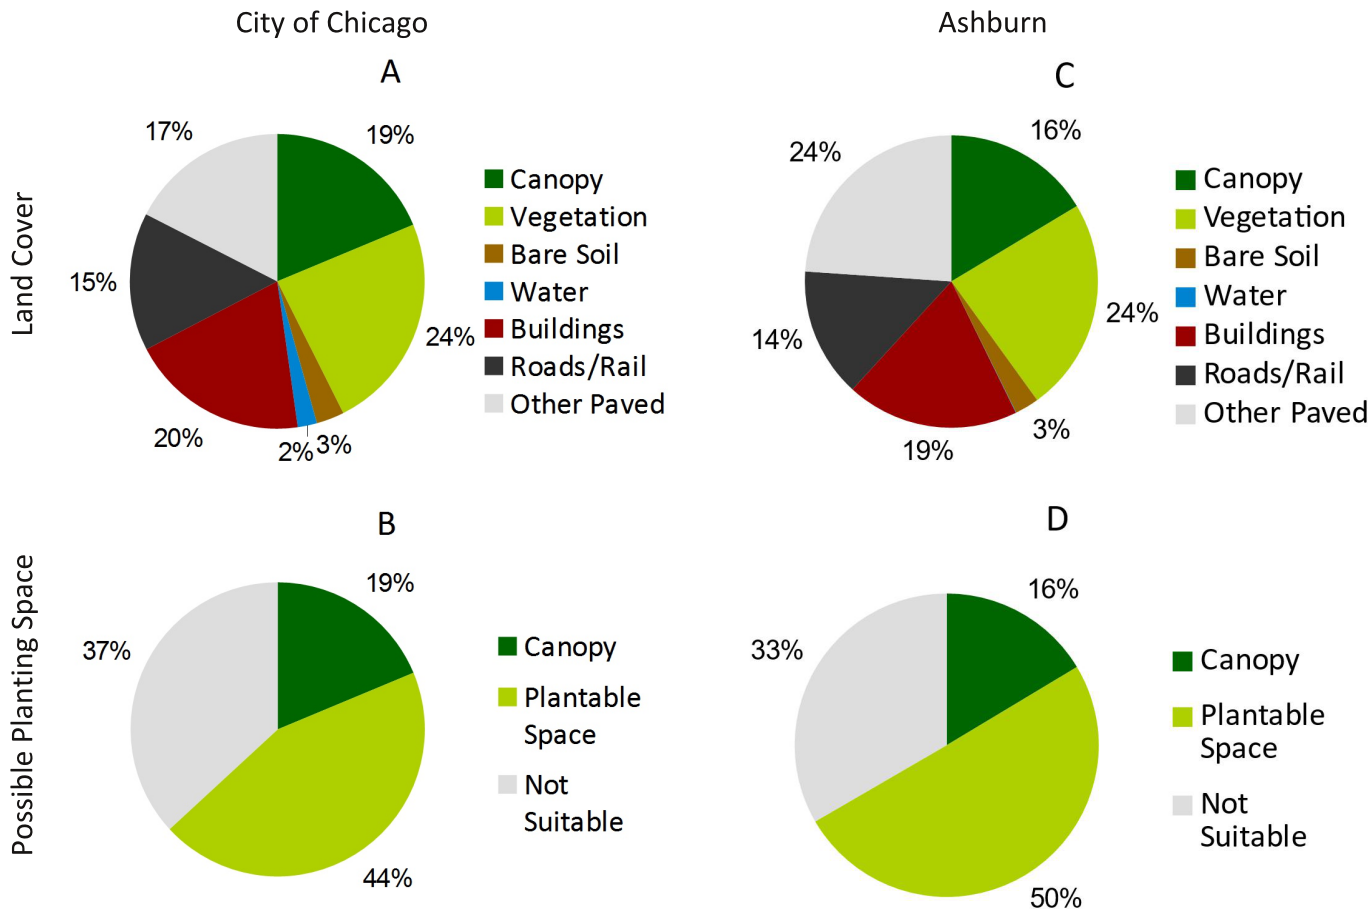 City of Chicago
Ashburn
Land Cover
A
17%
19%
15%
24%
20%
2%
3%
Canopy
Vegetation
Bare Soil
Water
Buildings
Roads/Rail
Other Paved
C
24%
16%
14%
24%
19%
3%
Canopy
Vegetation
Bare Soil
Water
Buildings
Roads/Rail
Other Paved
Possible Planting Space
B
19%
37%
44%
Canopy
Plantable
Space
Not
Suitable
D
16%
33%
50%
Canopy
Plantable
Space
Not
Suitable